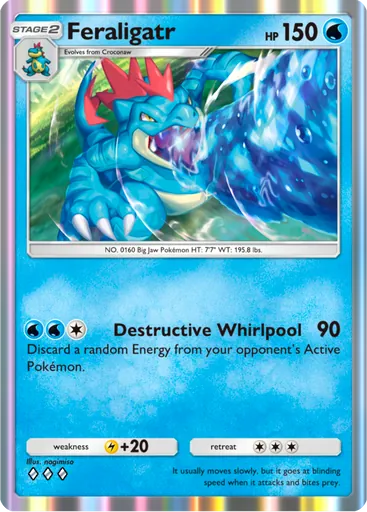 STAGE 2 Feraligatr HP 150
Evolves from Croconaw
NO. 0160 Big Jaw Pokémon HT: 7'7" WT: 195.8 lbs.
Destructive Whirlpool 90
Discard a random Energy from your opponent's Active
Pokémon.
weakness +20 retreat
Illus. nagimiso
It usually moves slowly, but it goes at blinding
speed when it attacks and bites prey.